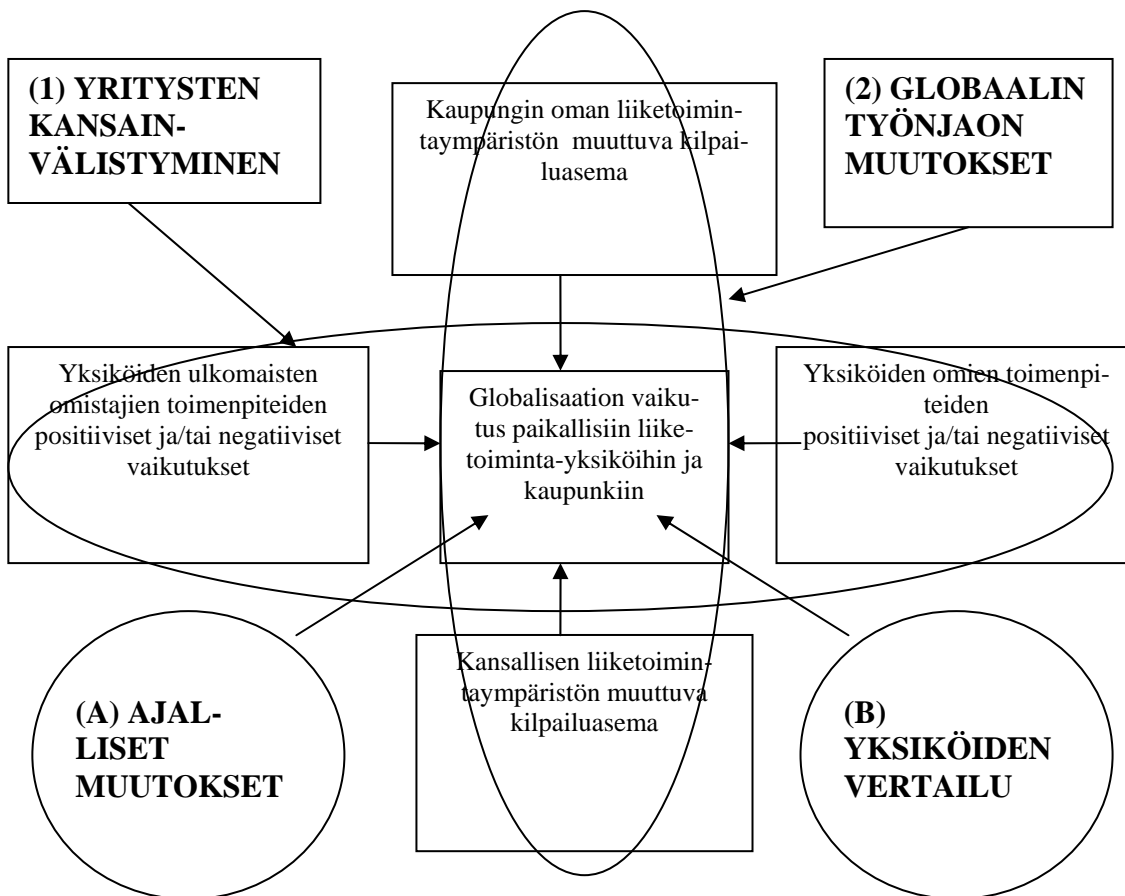 (1) YRITYSTEN
KANSAIN-
VÄLISTYMINEN
Kaupungin oman liiketoimin-
taympäristön muuttuva kilpai-
luasema
(2) GLOBAALIN
TYÖNJAON
MUUTOKSET
Yksiköiden ulkomaisten
omistajien toimenpiteiden
positiiviset ja/tai negatiiviset
vaikutukset
Globalisaation vaiku-
tus paikallisiin liike-
toiminta-yksiköihin ja
kaupunkiin
Yksiköiden omien toimenpi-
teiden
positiiviset ja/tai negatiiviset
vaikutukset
(A) AJAL-
LISET
MUUTOKSET
Kansallisen liiketoimin-
taympäristön muuttuva
kilpailuasema
(B)
YKSIKÖIDEN
VERTAILU